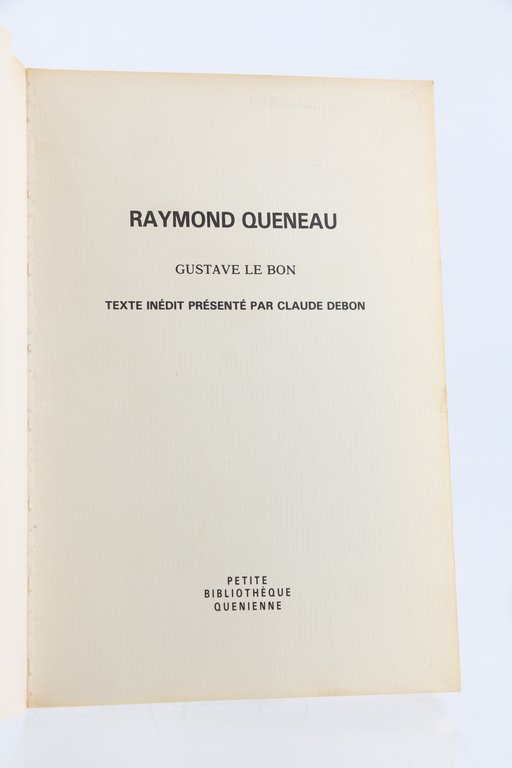 RAYMOND QUENEAU
GUSTAVE LE BON
TEXTE INÉDIT PRÉSENTÉ PAR CLAUDE DEBON
PETITE
BIBLIOTHÈQUE
QUENIENNE